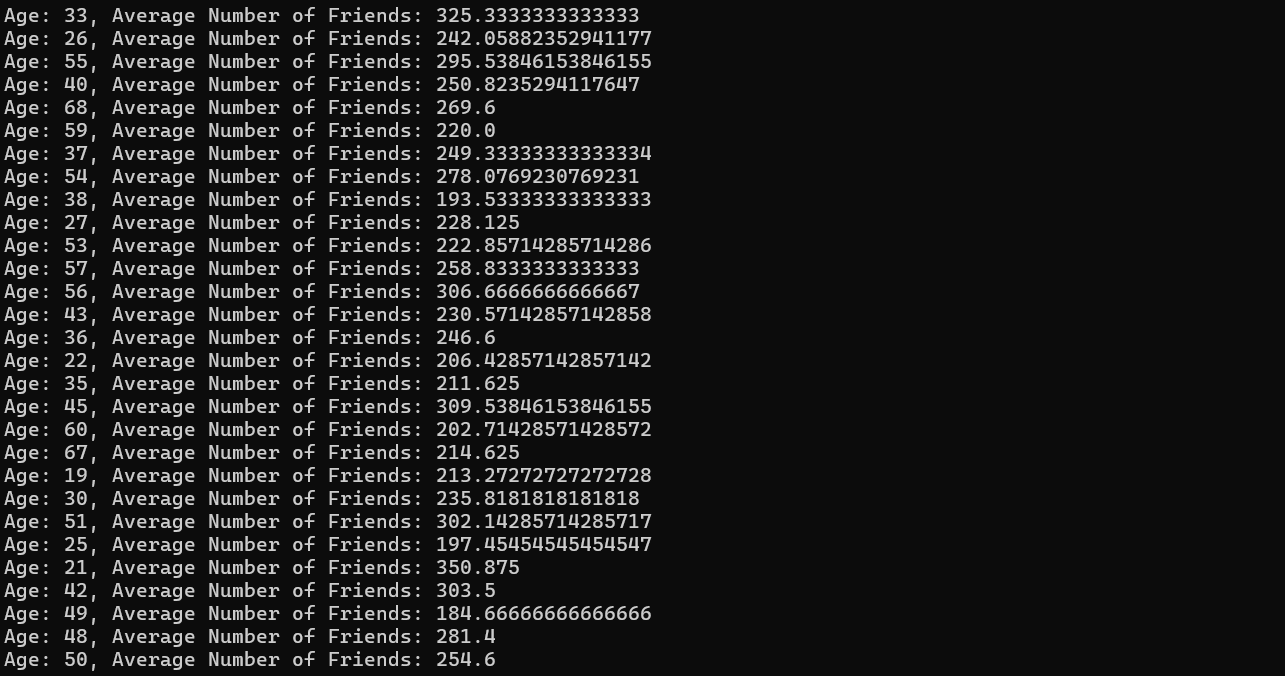 Age: 33, Average Number of Friends: 325.3333333333333
Age: 26, Average Number of Friends: 242.05882352941177
Age: 55, Average Number of Friends: 295.53846153846155
Age: 40, Average Number of Friends: 250.8235294117647
Age: 68, Average Number of Friends: 269.6
Age: 59, Average Number of Friends: 220.0
Age: 37, Average Number of Friends: 249.33333333333334
Age: 54, Average Number of Friends: 278.0769230769231
Age: 38, Average Number of Friends: 193.53333333333333
Age: 27, Average Number of Friends: 228.125
Age: 53, Average Number of Friends: 222.85714285714286
Age: 57, Average Number of Friends: 258.8333333333333
Age: 56, Average Number of Friends: 306.6666666666667
Age: 43, Average Number of Friends: 230.57142857142858
Age: 36, Average Number of Friends: 246.6
Age: 22, Average Number of Friends: 206.42857142857142
Age: 35, Average Number of Friends: 211.625
Age: 45, Average Number of Friends: 309.53846153846155
Age: 60, Average Number of Friends: 202.71428571428572
Age: 67, Average Number of Friends: 214.625
Age: 19, Average Number of Friends: 213.27272727272728
Age: 30, Average Number of Friends: 235.8181818181818
Age: 51, Average Number of Friends: 302.14285714285717
Age: 25, Average Number of Friends: 197.45454545454547
Age: 21, Average Number of Friends: 350.875
Age: 42, Average Number of Friends: 303.5
Age: 49, Average Number of Friends: 184.66666666666666
Age: 48, Average Number of Friends: 281.4
Age: 50, Average Number of Friends: 254.6